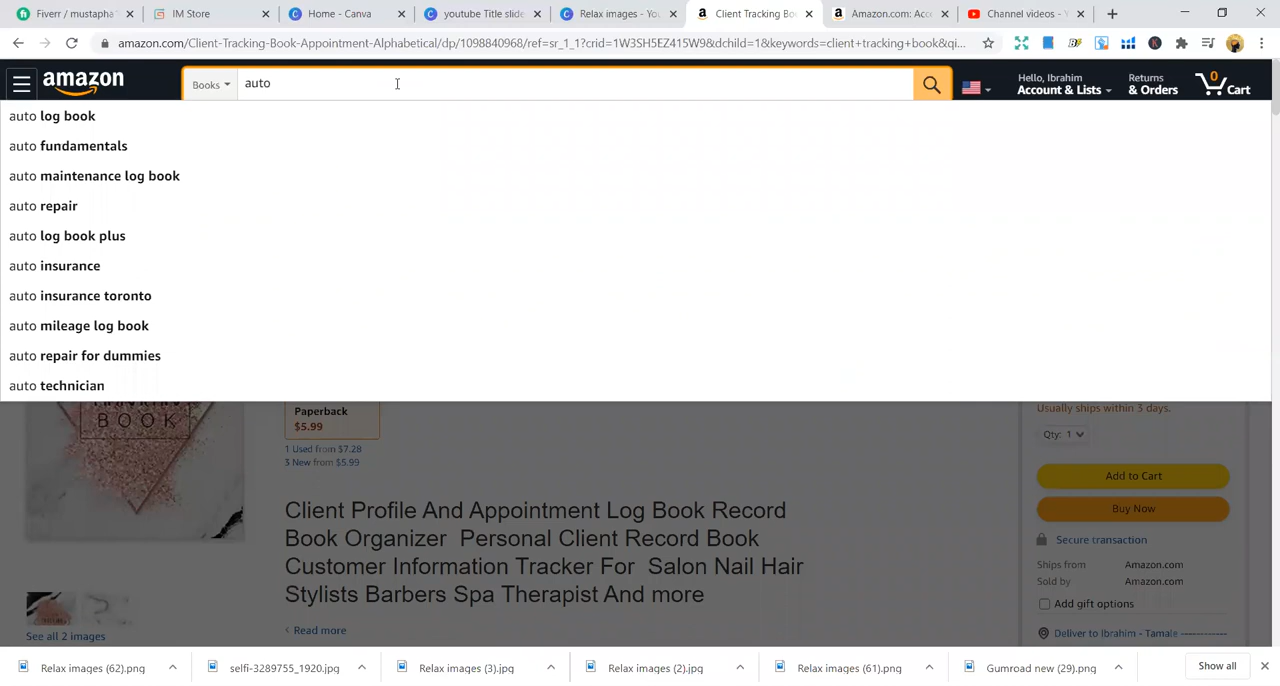 Fiverr / mustapha
IM Store
Home - Canva
youtube Title slide
Relax images - You
Client Tracking Bo
Amazon.com: Acce
Channel videos - Y
amazon.com/Client-Tracking-Book-Appointment-Alphabetical/dp/1098840968/ref=sr_1_1?crid=1W3SH5EZ415W9&dchild=1&keywords=client+tracking+book&qi...
amazon
Books
auto
Hello, Ibrahim
Account & Lists
Returns
& Orders
0
Cart
auto log book
auto fundamentals
auto maintenance log book
auto repair
auto log book plus
auto insurance
auto insurance toronto
auto mileage log book
auto repair for dummies
auto technician
BOOK
Paperback
$5.99
1 Used from $7.28
3 New from $5.99
Client Profile And Appointment Log Book Record
Book Organizer Personal Client Record Book
Customer Information Tracker For Salon Nail Hair
Stylists Barbers Spa Therapist And more
Read more
See all 2 images
Usually ships within 3 days.
Qty: 1
Add to Cart
Buy Now
Secure transaction
Ships from Amazon.com
Sold by Amazon.com
Add gift options
Deliver to Ibrahim - Tamale
Relax images (62).png
selfi-3289755_1920.jpg
Relax images (3).jpg
Relax images (2).jpg
Relax images (61).png
Gumroad new (29).png
Show all